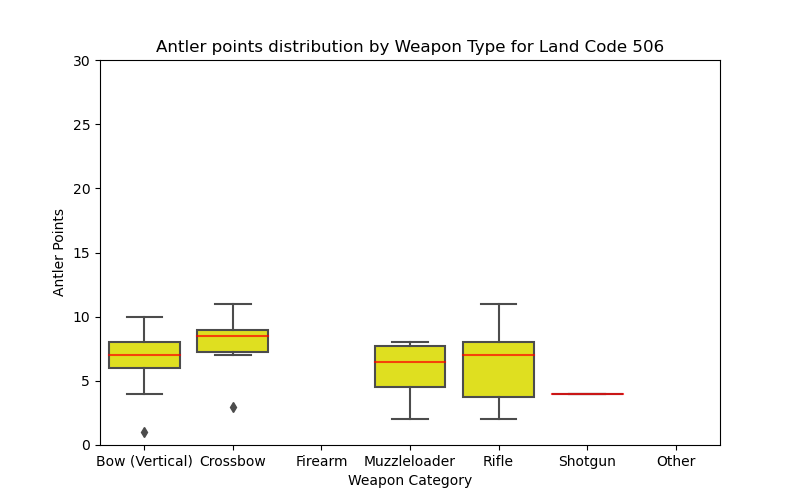 Antler points distribution by Weapon Type for Land Code 506
30
25
20
15
10
5
0
Antler Points
Bow (Vertical) Crossbow Firearm Muzzleloader Rifle Shotgun Other
Weapon Category